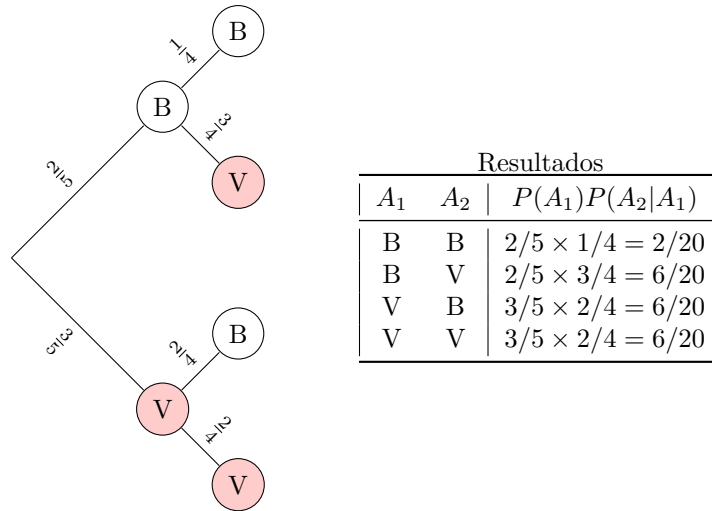 B
1/4
B
3/4
2/5
V
B
2/4
3/5
V
2/4
V
Resultados
A₁ A₂ P(A₁)P(A₂|A₁)
B B 2/5 × 1/4 = 2/20
B V 2/5 × 3/4 = 6/20
V B 3/5 × 2/4 = 6/20
V V 3/5 × 2/4 = 6/20